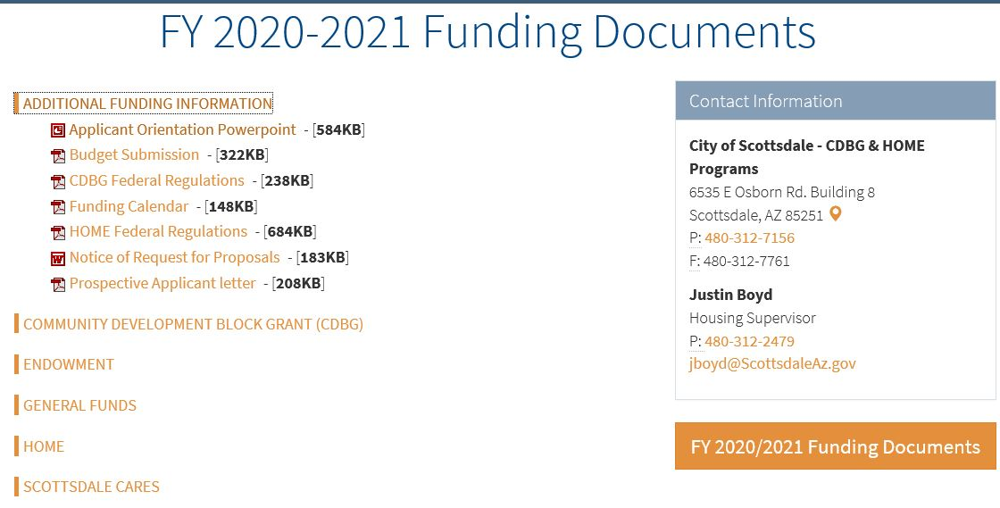 FY 2020-2021 Funding Documents
ADDITIONAL FUNDING INFORMATION
Applicant Orientation Powerpoint - [584KB]
Budget Submission - [322KB]
CDBG Federal Regulations - [238KB]
Funding Calendar - [148KB]
HOME Federal Regulations - [684KB]
Notice of Request for Proposals - [183KB]
Prospective Applicant letter - [208KB]
COMMUNITY DEVELOPMENT BLOCK GRANT (CDBG)
ENDOWMENT
GENERAL FUNDS
HOME
SCOTTSDALE CARES
Contact Information
City of Scottsdale - CDBG & HOME
Programs
6535 E Osborn Rd. Building 8
Scottsdale, AZ 85251
P: 480-312-7156
F: 480-312-7761
Justin Boyd
Housing Supervisor
P: 480-312-2479
jboyd@ScottsdaleAz.gov
FY 2020/2021 Funding Documents